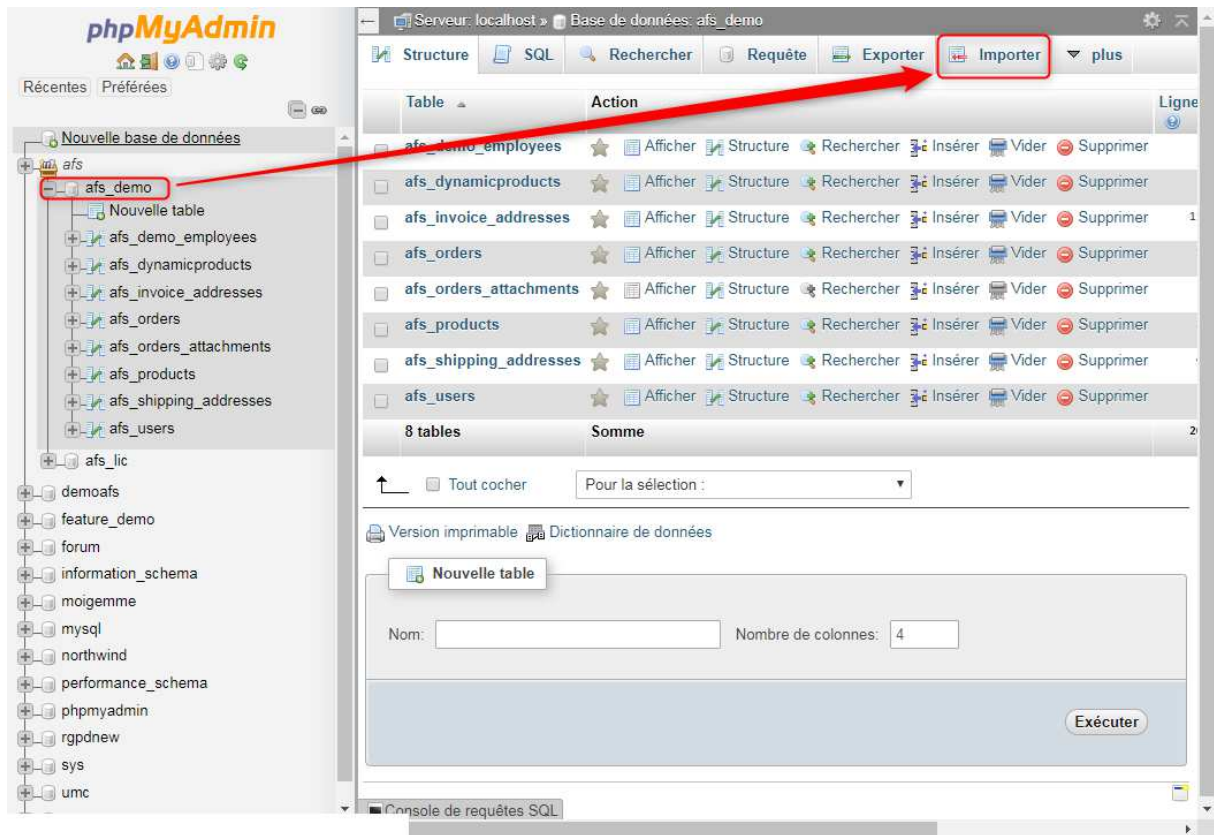 phpMyAdmin
Récentes Préférées
Nouvelle base de données
afs
afs_demo
Nouvelle table
afs_demo_employees
afs_dynamicproducts
afs_invoice_addresses
afs_orders
afs_orders_attachments
afs_products
afs_shipping_addresses
afs_users
afs_lic
demoafs
feature_demo
forum
information_schema
moigemme
mysql
northwind
performance_schema
phpmyadmin
rgpdnew
sys
umc
Serveur: localhost » Base de données: afs_demo
Structure SQL Rechercher Requête Exporter Importer plus
Table Action Ligne
afs_demo_employees Afficher Structure Rechercher Insérer Vider Supprimer
afs_dynamicproducts Afficher Structure Rechercher Insérer Vider Supprimer
afs_invoice_addresses Afficher Structure Rechercher Insérer Vider Supprimer 1
afs_orders Afficher Structure Rechercher Insérer Vider Supprimer
afs_orders_attachments Afficher Structure Rechercher Insérer Vider Supprimer
afs_products Afficher Structure Rechercher Insérer Vider Supprimer
afs_shipping_addresses Afficher Structure Rechercher Insérer Vider Supprimer
afs_users Afficher Structure Rechercher Insérer Vider Supprimer
8 tables Somme
Tout cocher Pour la sélection :
Version imprimable Dictionnaire de données
Nouvelle table
Nom: Nombre de colonnes: 4
Exécuter
Console de requêtes SQL